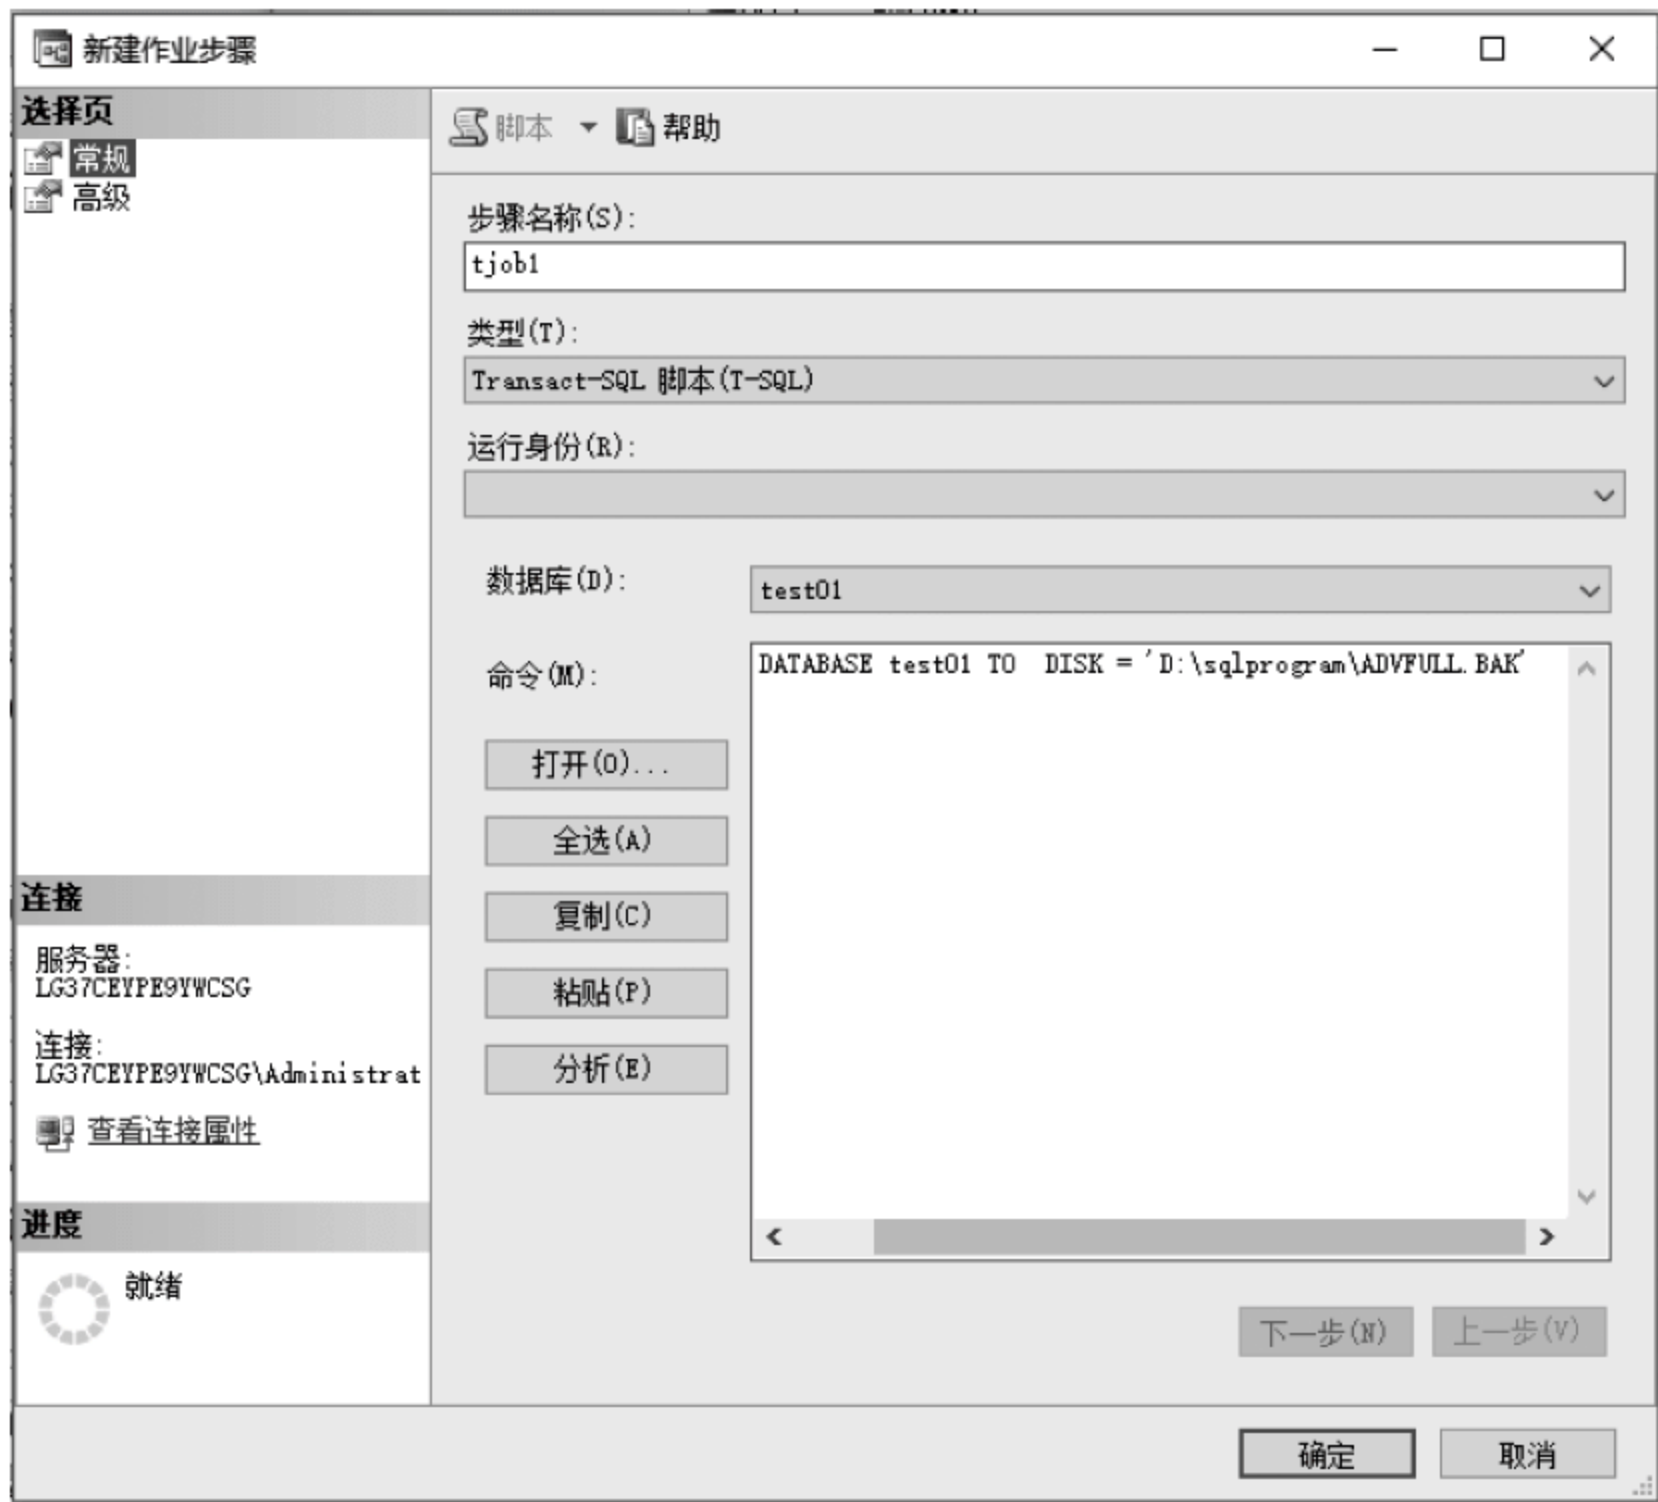 新建作业步骤
选择页
常规
高级
脚本
帮助
步骤名称(S):
tjob1
类型(T):
Transact-SQL 脚本(T-SQL)
运行身份(R):
数据库(D):
test01
命令(M):
DATABASE test01 TO  DISK = 'D:\sqlprogram\ADVFULL.BAK'
打开(O)...
全选(A)
复制(C)
粘贴(P)
分析(E)
连接
服务器:
LG37CEYPE9YWCSG
连接:
LG37CEYPE9YWCSG\Administrat
查看连接属性
进度
就绪
下一步(N)
上一步(V)
确定
取消